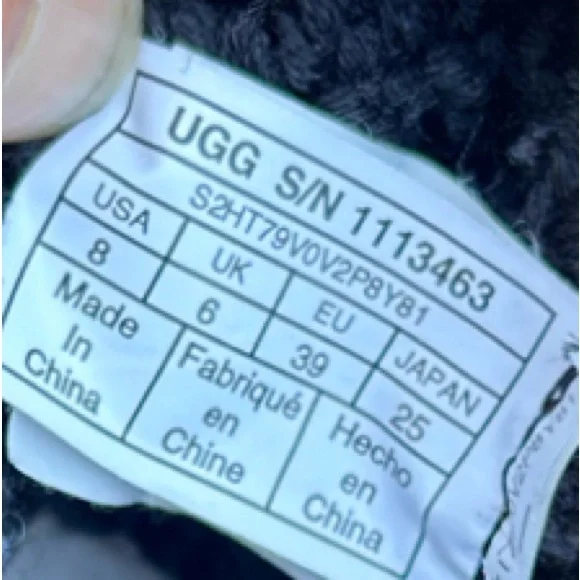 UGG S/N 1113463
S2HT79V0V2P8Y81
USA UK EU JAPAN
8 6 39 25
Made In China
Fabriqué en Chine
Hecho en China